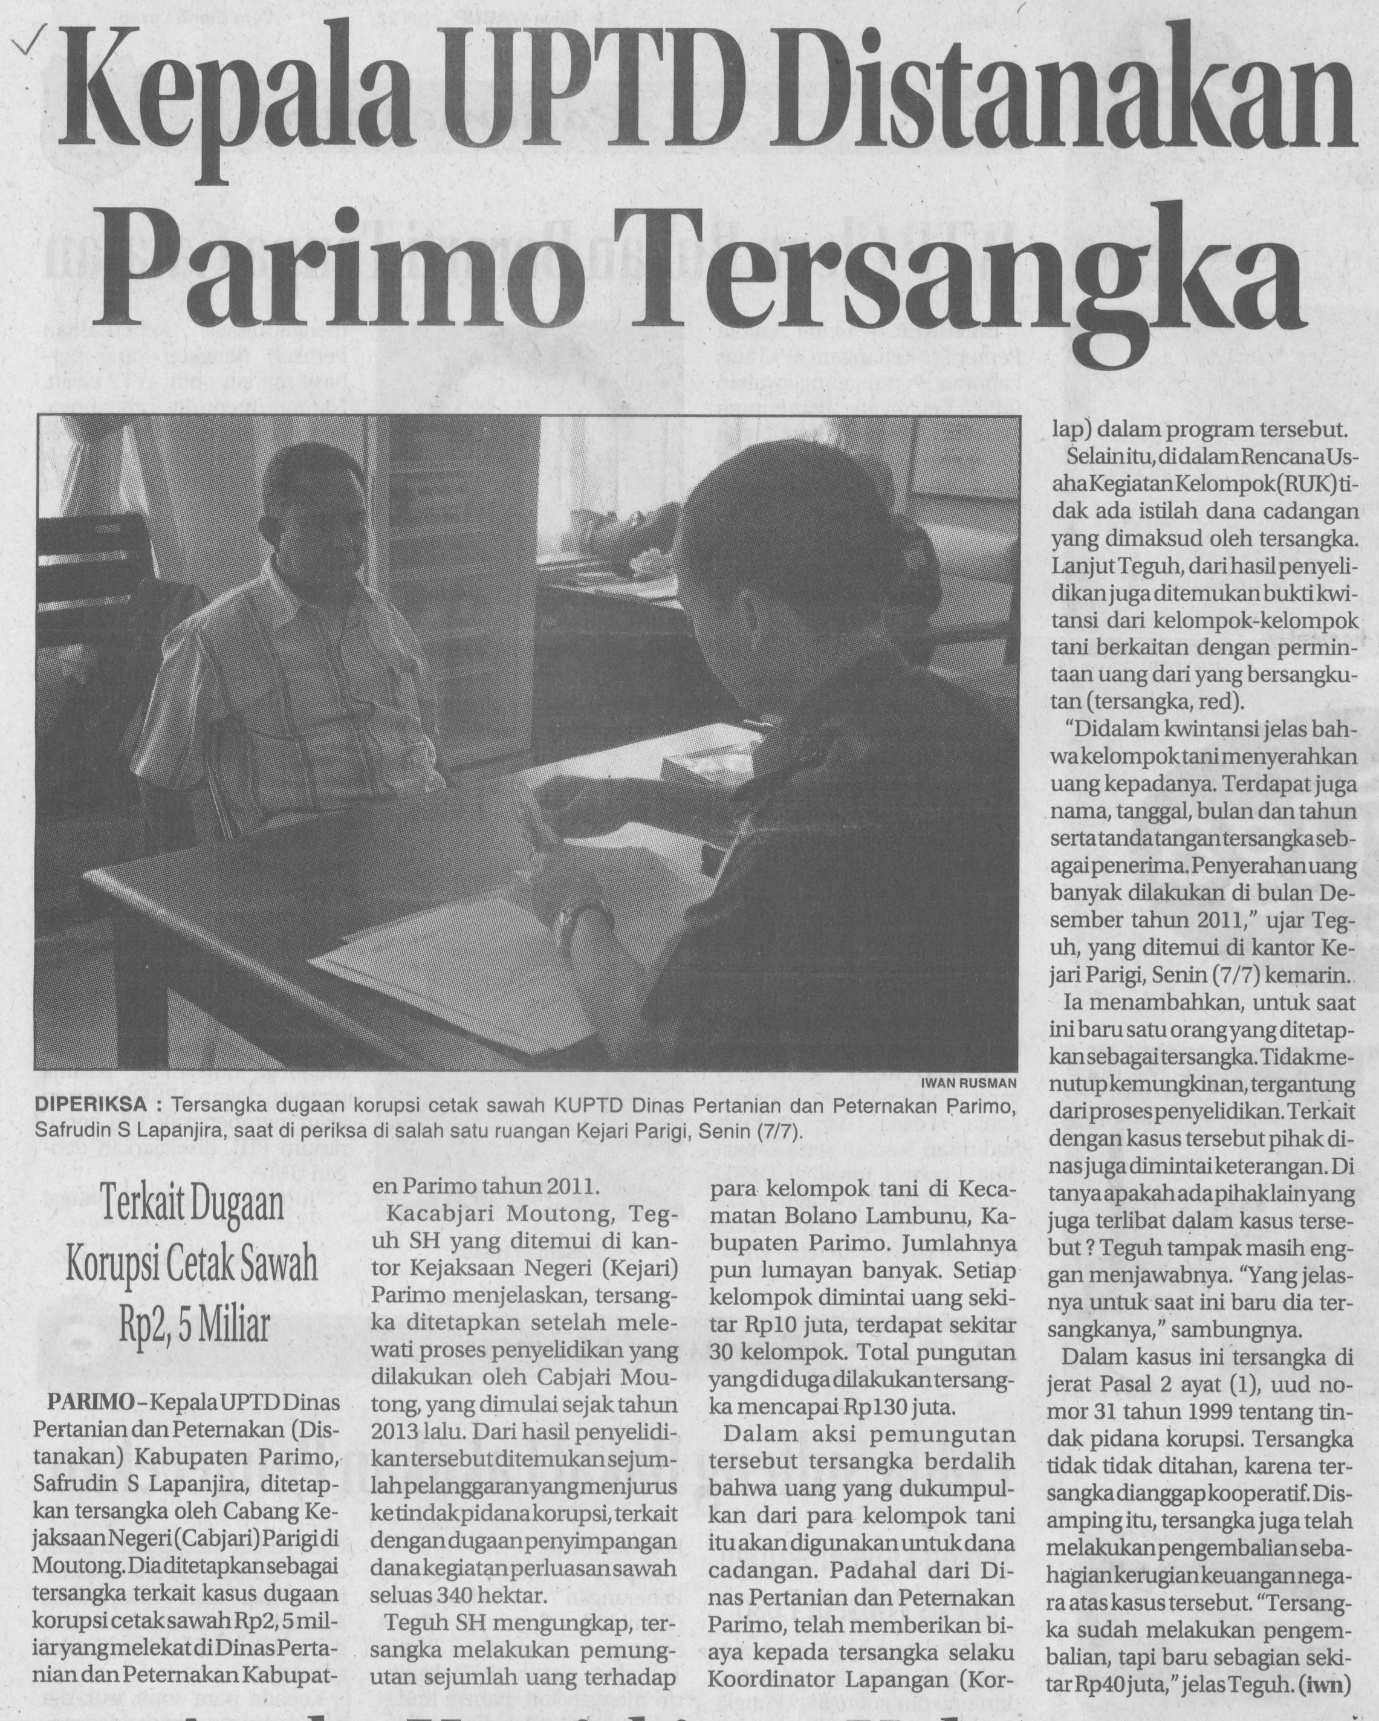 Kepala UPTD Distanakan
Parimo Tersangka
IWAN RUSMAN
DIPERIKSA : Tersangka dugaan korupsi cetak sawah KUPTD Dinas Pertanian dan Peternakan Parimo,
Safrudin S Lapanjira, saat di periksa di salah satu ruangan Kejari Parigi, Senin (7/7).
Terkait Dugaan
Korupsi Cetak Sawah
Rp2, 5 Miliar
PARIMO – Kepala UPTD Dinas
Pertanian dan Peternakan (Dis-
tanakan) Kabupaten Parimo,
Safrudin S Lapanjira, ditetap-
kan tersangka oleh Cabang Ke-
jaksaan Negeri (Cabjari) Parigi di
Moutong. Dia ditetapkan sebagai
tersangka terkait kasus dugaan
korupsi cetak sawah Rp2, 5 mil-
iar yang melekat di Dinas Perta-
nian dan Peternakan Kabupat-
en Parimo tahun 2011.
Kacabjari Moutong, Teg-
uh SH yang ditemui di kan-
tor Kejaksaan Negeri (Kejari)
Parimo menjelaskan, tersang-
ka ditetapkan setelah mele-
wati proses penyelidikan yang
dilakukan oleh Cabjari Mou-
tong, yang dimulai sejak tahun
2013 lalu. Dari hasil penyelidi-
kan tersebut ditemukan sejum-
lah pelanggaran yang menjurus
ke tindak pidana korupsi, terkait
dengan dugaan penyimpangan
dana kegiatan perluasan sawah
seluas 340 hektar.
Teguh SH mengungkap, ter-
sangka melakukan pemung-
utan sejumlah uang terhadap
para kelompok tani di Keca-
matan Bolano Lambunu, Ka-
bupaten Parimo. Jumlahnya
pun lumayan banyak. Setiap
kelompok dimintai uang seki-
tar Rp10 juta, terdapat sekitar
30 kelompok. Total pungutan
yang di duga dilakukan tersang-
ka mencapai Rp130 juta.
Dalam aksi pemungutan
tersebut tersangka berdalih
bahwa uang yang dukumpul-
kan dari para kelompok tani
itu akan digunakan untuk dana
cadangan. Padahal dari Di-
nas Pertanian dan Peternakan
Parimo, telah memberikan bi-
aya kepada tersangka selaku
Koordinator Lapangan (Kor-
lap) dalam program tersebut.
Selain itu, di dalam Rencana Us-
aha Kegiatan Kelompok (RUK) ti-
dak ada istilah dana cadangan
yang dimaksud oleh tersangka.
Lanjut Teguh, dari hasil penyeli-
dikan juga ditemukan bukti kwi-
tansi dari kelompok-kelompok
tani berkaitan dengan permin-
taan uang dari yang bersangku-
tan (tersangka, red).
“Didalam kwintansi jelas bah-
wa kelompok tani menyerahkan
uang kepadanya. Terdapat juga
nama, tanggal, bulan dan tahun
serta tanda tangan tersangka seb-
agai penerima. Penyerahan uang
banyak dilakukan di bulan De-
sember tahun 2011,” ujar Teg-
uh, yang ditemui di kantor Ke-
jari Parigi, Senin (7/7) kemarin.
Ia menambahkan, untuk saat
ini baru satu orang yang ditetap-
kan sebagai tersangka. Tidak me-
nutup kemungkinan, tergantung
dari proses penyelidikan. Terkait
dengan kasus tersebut pihak di-
nas juga dimintai keterangan. Di
tanya apakah ada pihak lain yang
juga terlibat dalam kasus terse-
but ? Teguh tampak masih eng-
gan menjawabnya. “Yang jelas-
nya untuk saat ini baru dia ter-
sangkanya,” sambungnya.
Dalam kasus ini tersangka di
jerat Pasal 2 ayat (1), uud no-
mor 31 tahun 1999 tentang tin-
dak pidana korupsi. Tersangka
tidak tidak ditahan, karena ter-
sangka dianggap kooperatif. Dis-
amping itu, tersangka juga telah
melakukan pengembalian seba-
hagian kerugian keuangan nega-
ra atas kasus tersebut. “Tersang-
ka sudah melakukan pengem-
balian, tapi baru sebagian seki-
tar Rp40 juta,” jelas Teguh. (iwn)